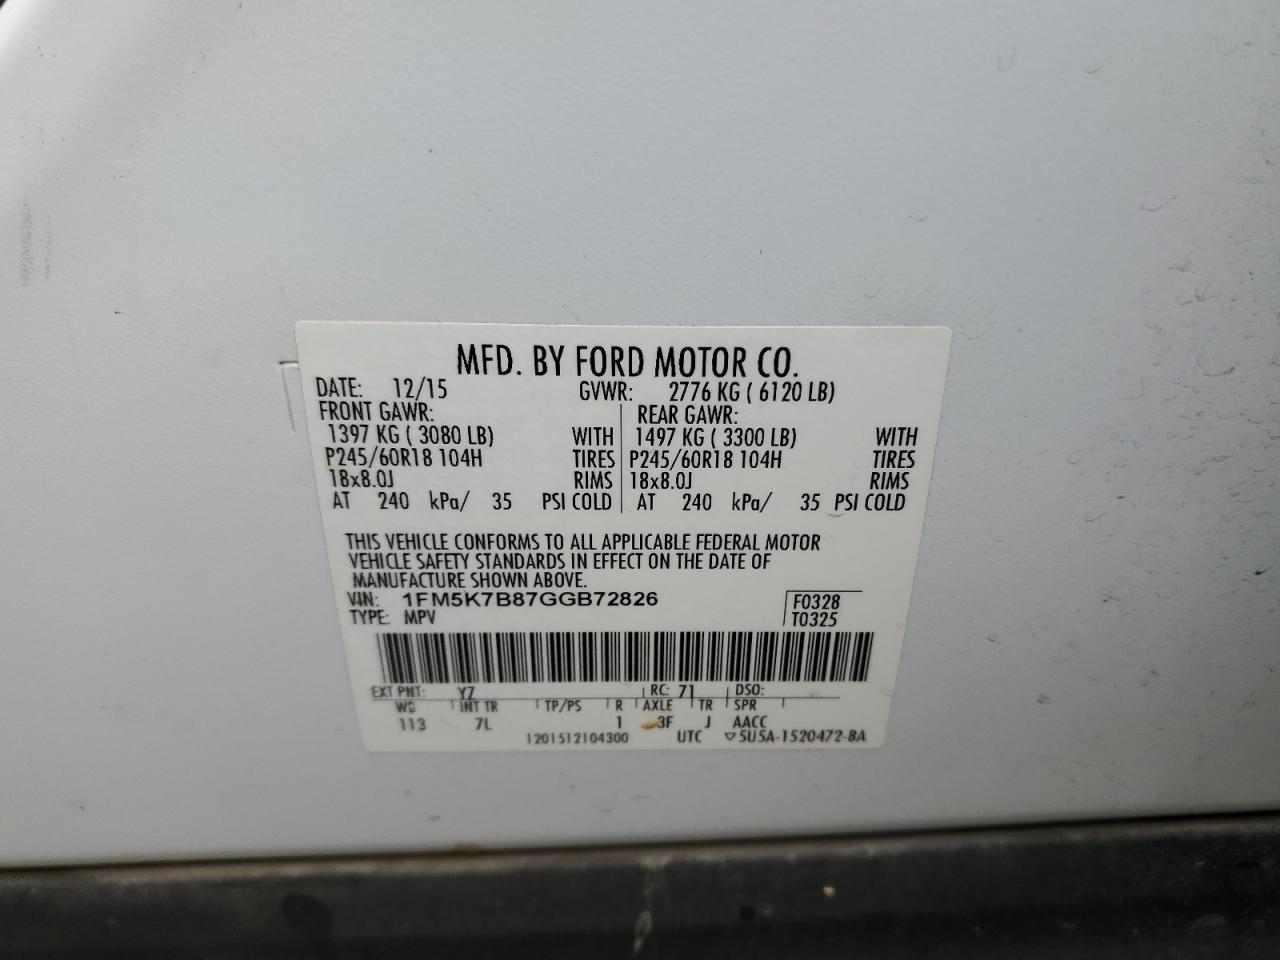 MFD. BY FORD MOTOR CO.
DATE: 12/15 GVWR: 2776 KG ( 6120 LB)
FRONT GAWR: REAR GAWR:
1397 KG ( 3080 LB) WITH 1497 KG ( 3300 LB) WITH
P245/60R18 104H TIRES P245/60R18 104H TIRES
18x8.0J RIMS 18x8.0J RIMS
AT 240 kPa/ 35 PSI COLD AT 240 kPa/ 35 PSI COLD
THIS VEHICLE CONFORMS TO ALL APPLICABLE FEDERAL MOTOR
VEHICLE SAFETY STANDARDS IN EFFECT ON THE DATE OF
MANUFACTURE SHOWN ABOVE.
VIN: 1FM5K7B87GGB72826 F0328
TYPE: MPV T0325
EXT PNT: Y7 RC: 71 DSO:
WB INT TR TP/PS R AXLE TR SPR
113 7L 1 3F J AACC
1201512104300 UTC ▽5U5A-1520472-BA